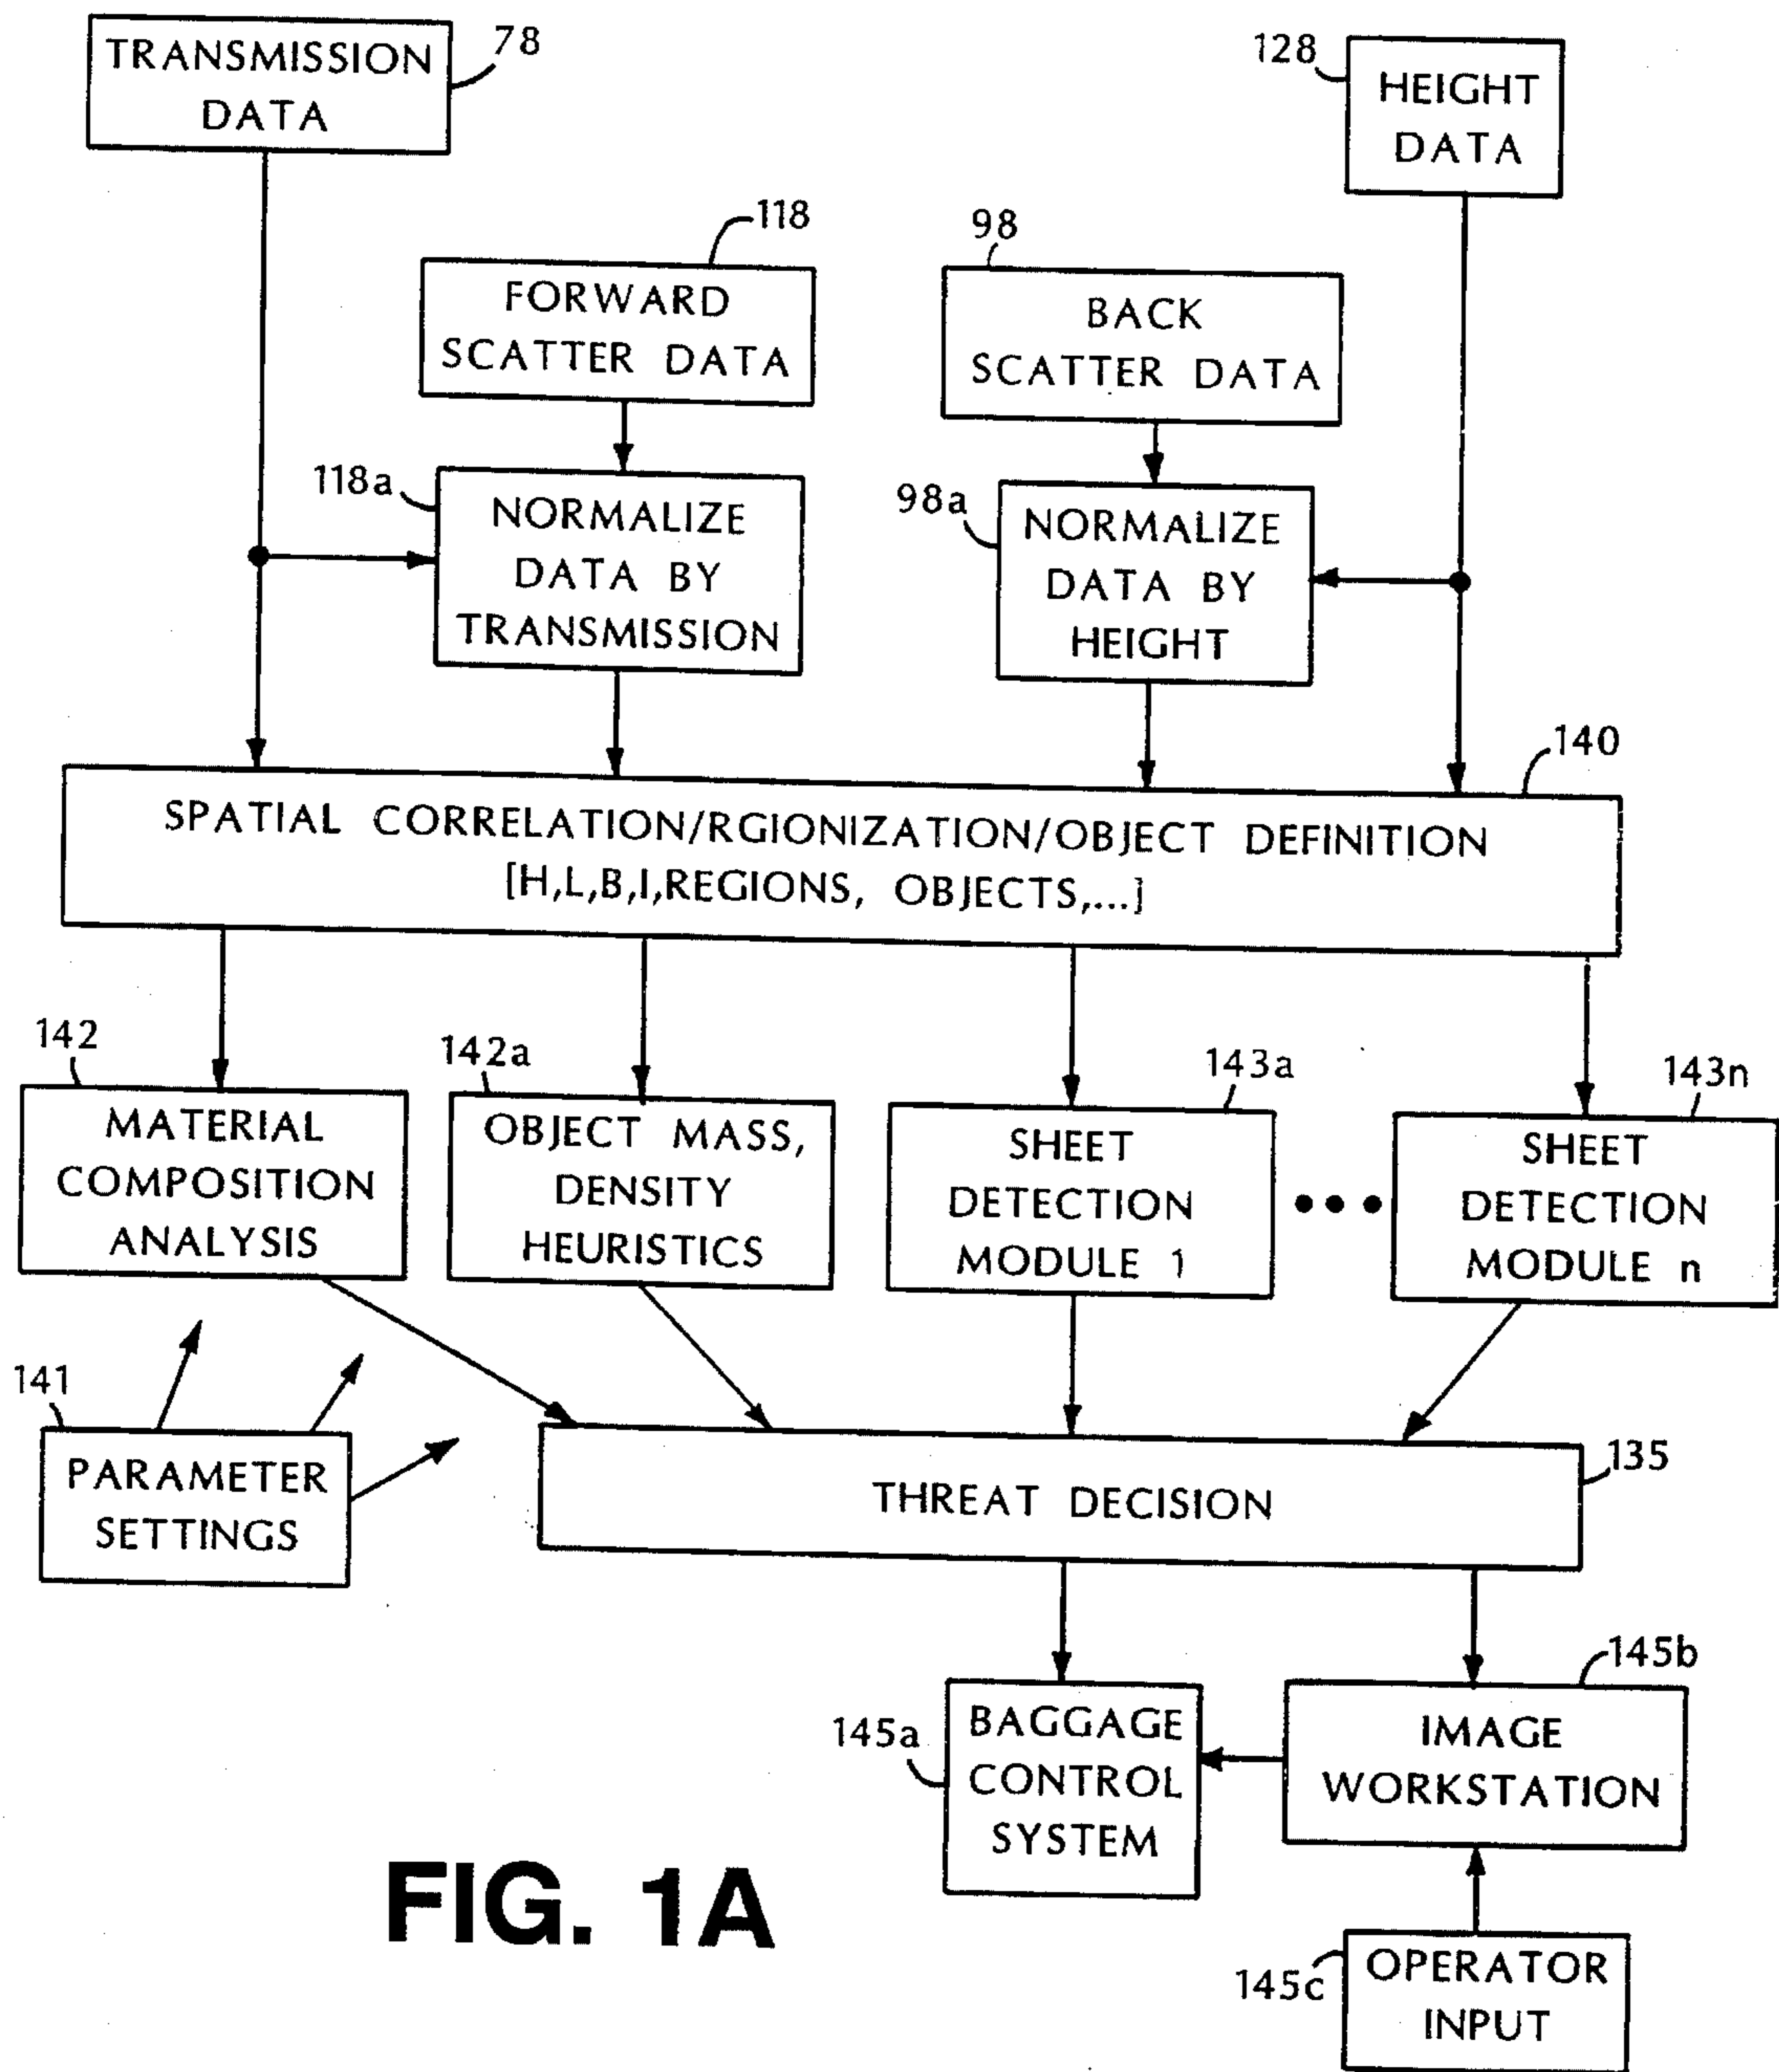 TRANSMISSION
DATA
78
128
HEIGHT
DATA
118
FORWARD
SCATTER DATA
98
BACK
SCATTER DATA
118a
NORMALIZE
DATA BY
TRANSMISSION
98a
NORMALIZE
DATA BY
HEIGHT
140
SPATIAL CORRELATION/RGIONIZATION/OBJECT DEFINITION
[H,L,B,I,REGIONS, OBJECTS,...]
142
MATERIAL
COMPOSITION
ANALYSIS
142a
OBJECT MASS,
DENSITY
HEURISTICS
143a
SHEET
DETECTION
MODULE 1
143n
SHEET
DETECTION
MODULE n
141
PARAMETER
SETTINGS
135
THREAT DECISION
145a
BAGGAGE
CONTROL
SYSTEM
145b
IMAGE
WORKSTATION
145c
OPERATOR
INPUT
FIG. 1A